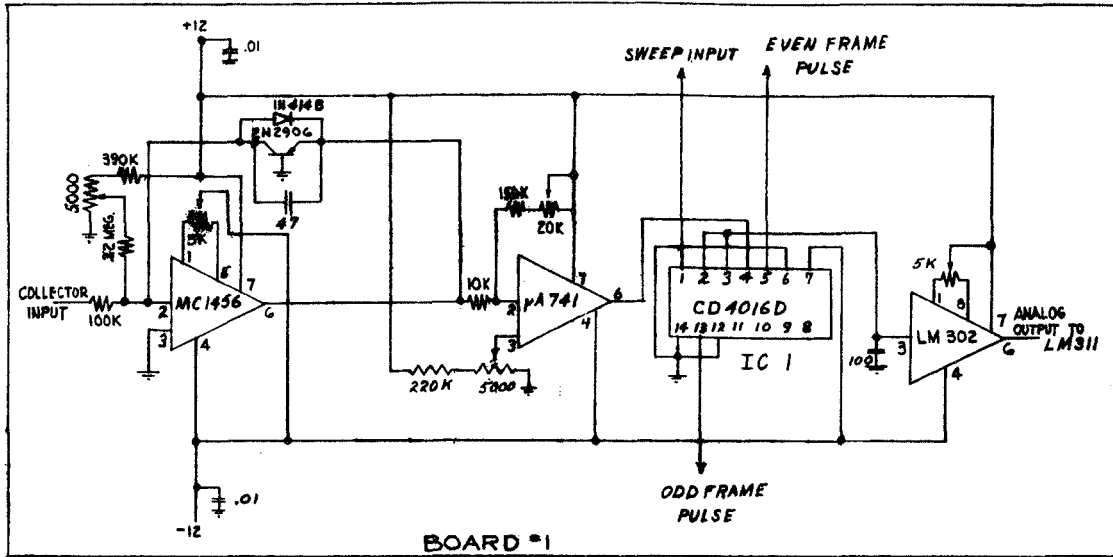 +12
.01
SWEEP INPUT
EVEN FRAME
PULSE
1N4148
2N2906
390K
5000
47
150K
20K
5K
1
8
7
MC1456
2
3
4
6
COLLECTOR
INPUT
100K
10K
µA741
2
3
7
6
4
220K
5000
1 2 3 4 5 6 7
CD4016D
14 13 12 11 10 9 8
IC 1
100
5K
1
8
3
LM 302
7
6
4
ANALOG
OUTPUT TO
LM311
-12
.01
ODD FRAME
PULSE
BOARD #1